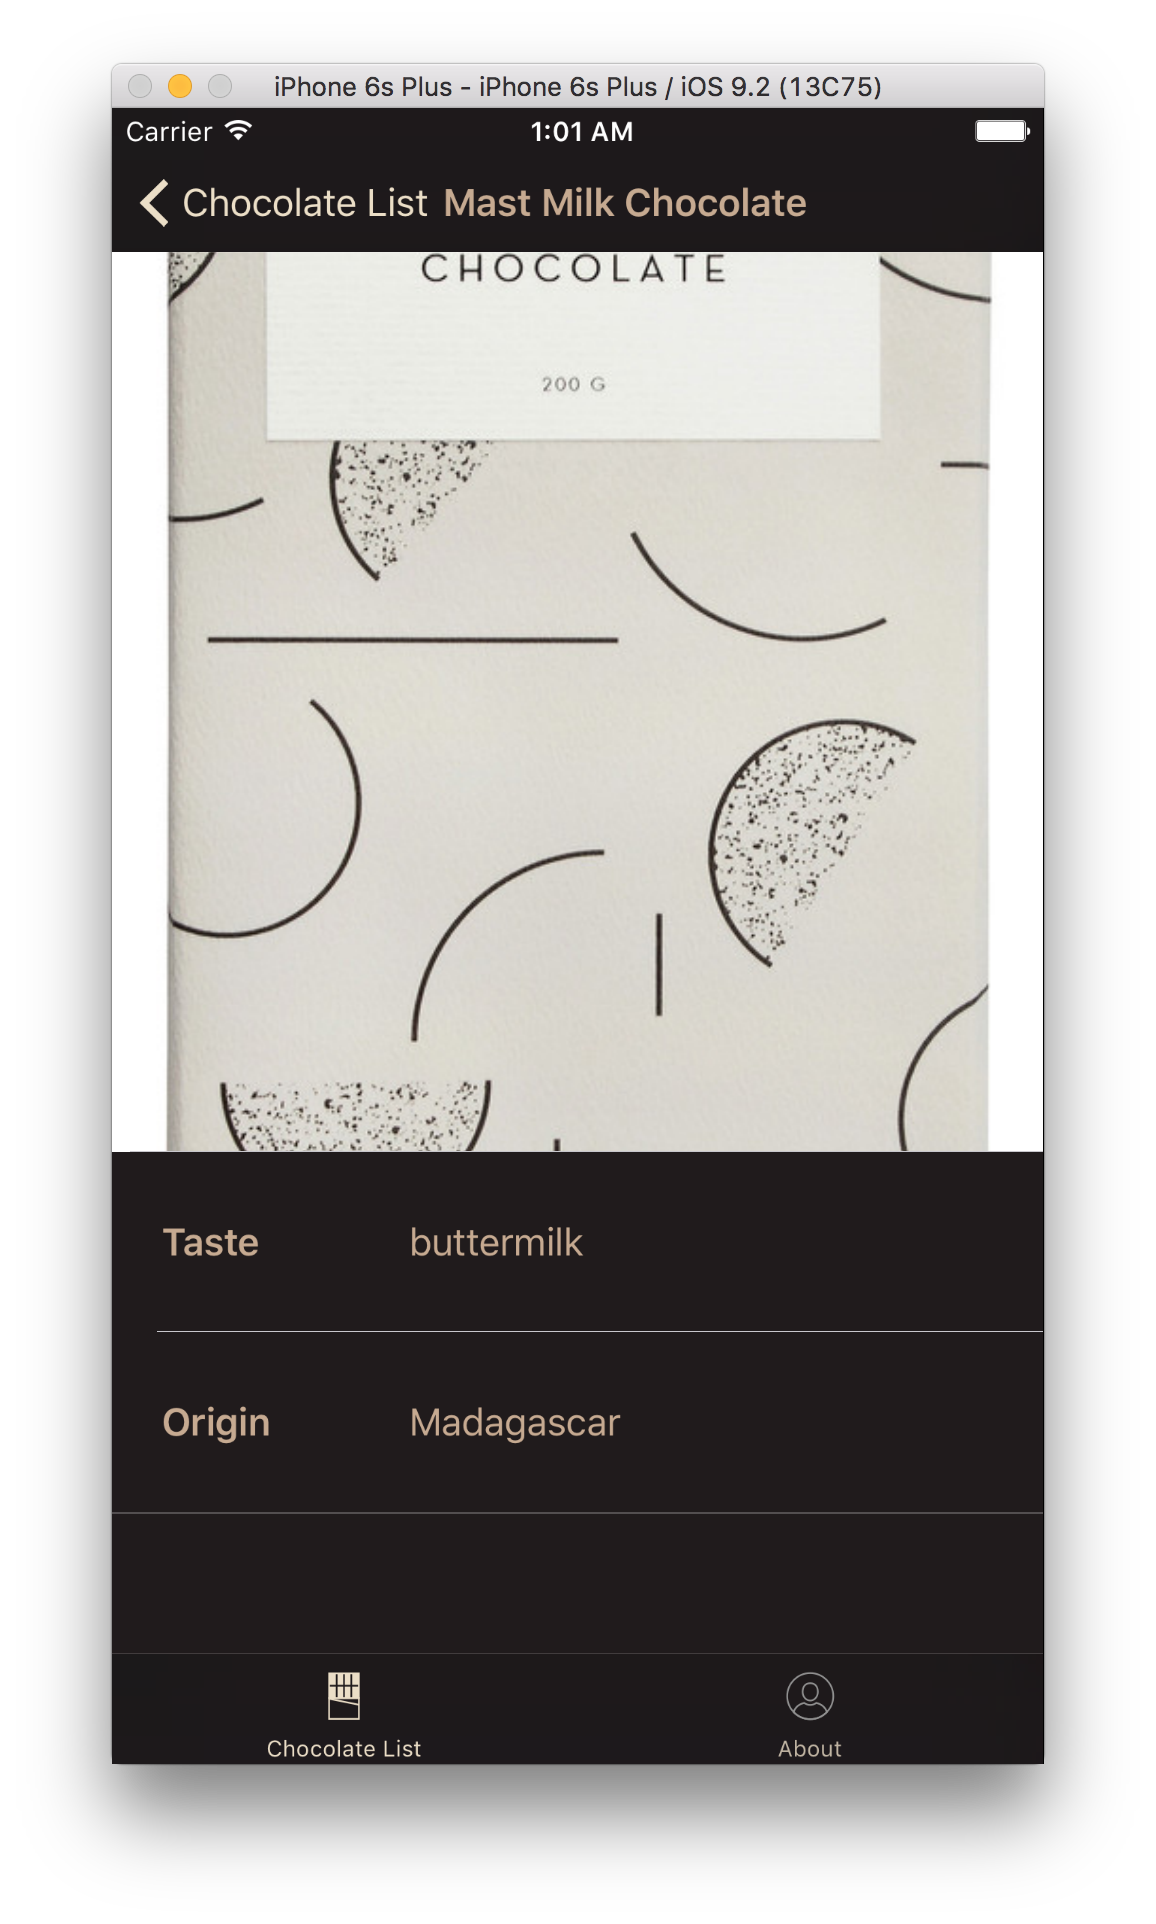 iPhone 6s Plus - iPhone 6s Plus / iOS 9.2 (13C75)
Carrier 1:01 AM
Chocolate List Mast Milk Chocolate
CHOCOLATE
200 G
Taste buttermilk
Origin Madagascar
Chocolate List About